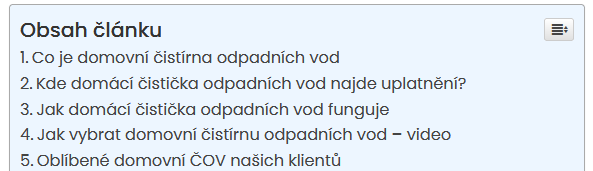 Obsah článku
1. Co je domovní čistírna odpadních vod
2. Kde domácí čistička odpadních vod najde uplatnění?
3. Jak domácí čistička odpadních vod funguje
4. Jak vybrat domovní čistírnu odpadních vod – video
5. Oblíbené domovní ČOV našich klientů